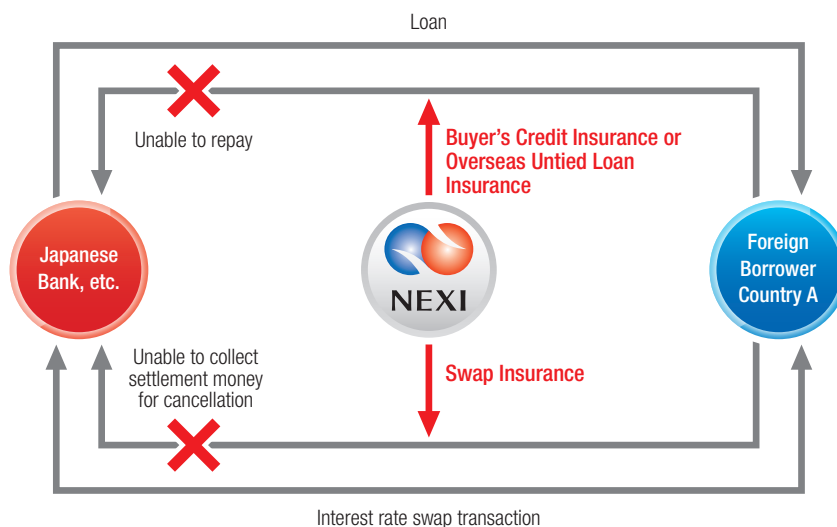 Loan
Unable to repay
Buyer's Credit Insurance or
Overseas Untied Loan
Insurance
Japanese
Bank, etc.
NEXI
Foreign
Borrower
Country A
Unable to collect
settlement money
for cancellation
Swap Insurance
Interest rate swap transaction